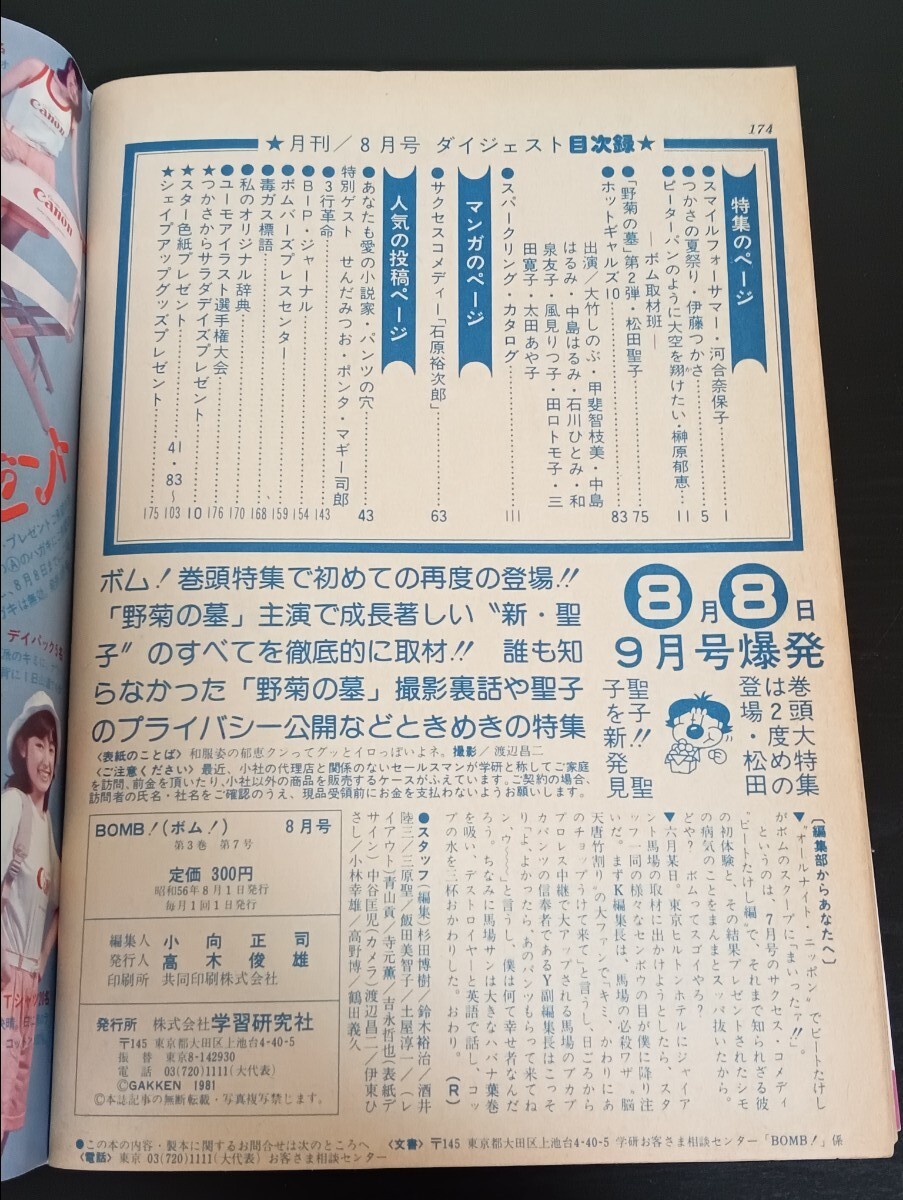 174
★月刊／8月号 ダイジェスト目次録★
特集のページ
●スマイルフォーサマー・河合奈保子 1
●つかさの夏祭り・伊藤つかさ 5
●ピーターパンのように大空を翔けたい・榊原郁恵 11
―ボム取材班―
●「野菊の墓」第2弾・松田聖子 75
●ホットギャルズ10 83
出演／大竹しのぶ・甲斐智枝美・中島
はるみ・中島はるみ・石川ひとみ・和
泉友子・風見りつ子・田口トモ子・三
田寛子・太田あや子
●スパークリング・カタログ 111
マンガのページ
●サクセスコメディー「石原裕次郎」 63
人気の投稿ページ
●あなたも愛の小説家・パンツの穴 43
特別ゲスト せんだみつお・ポンタ・マギー司郎
●3行革命 143
●BIP・ジャーナル 154
●ボムバーズプレスセンター 159
●毒ガス標語 168
●私のオリジナル辞典 170
●ユーモアイラスト選手権大会 176
★つかさからサラダデイズプレゼント 10
★スター色紙プレゼント 41・83〜103
★シェイプアップグッズプレゼント 175
8月8日
9月号爆発
巻頭大特集
は2度めの
登場・松田
聖子!! 聖
子を新発見
ボム！巻頭特集で初めての再度の登場!!
「野菊の墓」主演で成長著しい〝新・聖
子〟のすべてを徹底的に取材!! 誰も知
らなかった「野菊の墓」撮影裏話や聖子
のプライバシー公開などときめきの特集
〈表紙のことば〉和服姿の郁恵クンってグッとイロっぽいよネ。撮影／渡辺昌二
〈ご注意ください〉最近、小社の代理店と関係のないセールスマンが学研と称してご家庭
を訪問、前金を頂いたり、小社以外の商品を販売するケースがふえています。ご契約の場合、
訪問者の氏名・社名をご確認のうえ、現品受領前にお金を支払わないようお願いします。
〔編集部からあなたへ〕
▼〝オールナイト・ニッポン〟でビートたけし
がボムのスクープに「まいったァ!!」。
というのは、7月号のサクセス・コメディ
〝ビートたけし編〟で、それまで知られざる彼
の初体験と、その結果プレゼントされたシモ
の病気のことをまんまとスッパ抜いたから。
どや？ ボムってスゴイやろ？
▼六月某日。東京ヒルトンホテルにジャイア
ント馬場の取材に出かけようとしたら、スタ
ッフ一同の様々なセンボウの目が僕に降り注
いだ。まずK編集長は、馬場の必殺ワザ。脳
天唐竹割り〟の大ファンで「キミ、かわりにあ
のチョップうけて来て」と言うし、日ごろから
プロレス中継で大アップされる馬場のブカブ
カパンツの信奉者であるY副編集長はこっそ
り「よ、よかったら、あのパンツもらって来てね
ン、ウ〜〜〜」と言うし、僕は何て幸せ者なんだ
ろう。ちなみに馬場サンは大きなハバナ葉巻
を吸い、デストロイヤーと英語で話し、コッ
プの水を三杯おかわりした。おわり。 (R)
●スタッフ（編集）杉田博樹／鈴木裕治／酒井
陸三／三原聖／飯田美智子／土屋淳一／（レ
イアウト）青山貢／寺元薫／吉永哲也（表紙デ
ザイン）中谷匡児（カメラ）渡辺昌二／伊東ひ
さし／小林幸雄／高野博／鶴田義久
BOMB！（ボム！） 8月号
第3巻 第7号
定価 300円
昭和56年8月1日発行
毎月1回1日発行
編集人 小向正司
発行人 高木俊雄
印刷所 共同印刷株式会社
発行所 株式会社学習研究社
〒145 東京都大田区上池台4-40-5
振替 東京8-142930
電話 03(720)1111(大代表)
©GAKKEN 1981
©本誌記事の無断転載・写真複写禁じます。
●この本の内容・製本に関するお問合せは次のところへ 〈文書〉〒145 東京都大田区上池台4-40-5 学研お客さま相談センター「BOMB！」係
〈電話〉東京 03(720)1111(大代表) お客さま相談センター
Canon
Canon
デイパック5名
Canon